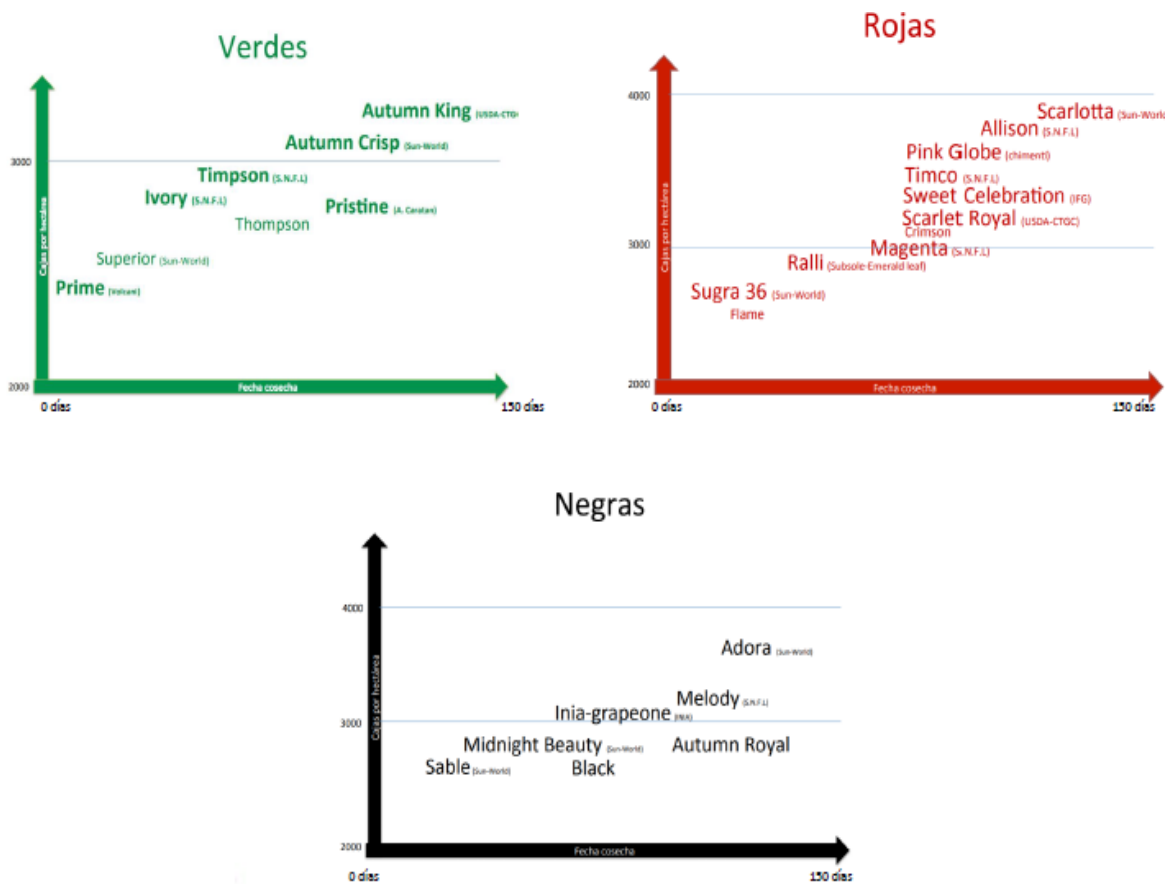 Verdes
Autumn King (USDA-CTG
Autumn Crisp (Sun-World)
3000
Timpson (S.N.F.L)
Ivory (S.N.F.L)
Pristine (A. Caratan)
Thompson
Superior (Sun-World)
Prime (Volcani)
Cajas por hectárea
2000
Fecha cosecha
0 días
150 días
Rojas
4000
Scarlotta (Sun-World
Allison (S.N.F.L)
Pink Globe (chimenti)
Timco (S.N.F.L)
Sweet Celebration (IFG)
Scarlet Royal (USDA-CTGC)
Crimson
3000
Magenta (S.N.F.L)
Ralli (Subsole-Emerald leaf)
Sugra 36 (Sun-World)
Flame
Cajas por hectárea
2000
Fecha cosecha
0 días
150 días
Negras
4000
Adora (Sun-World)
Melody (S.N.F.L)
Inia-grapeone (INIA)
3000
Midnight Beauty (Sun-World)
Autumn Royal
Sable (Sun-World)
Black
Cajas por hectárea
2000
Fecha cosecha
0 días
150 días